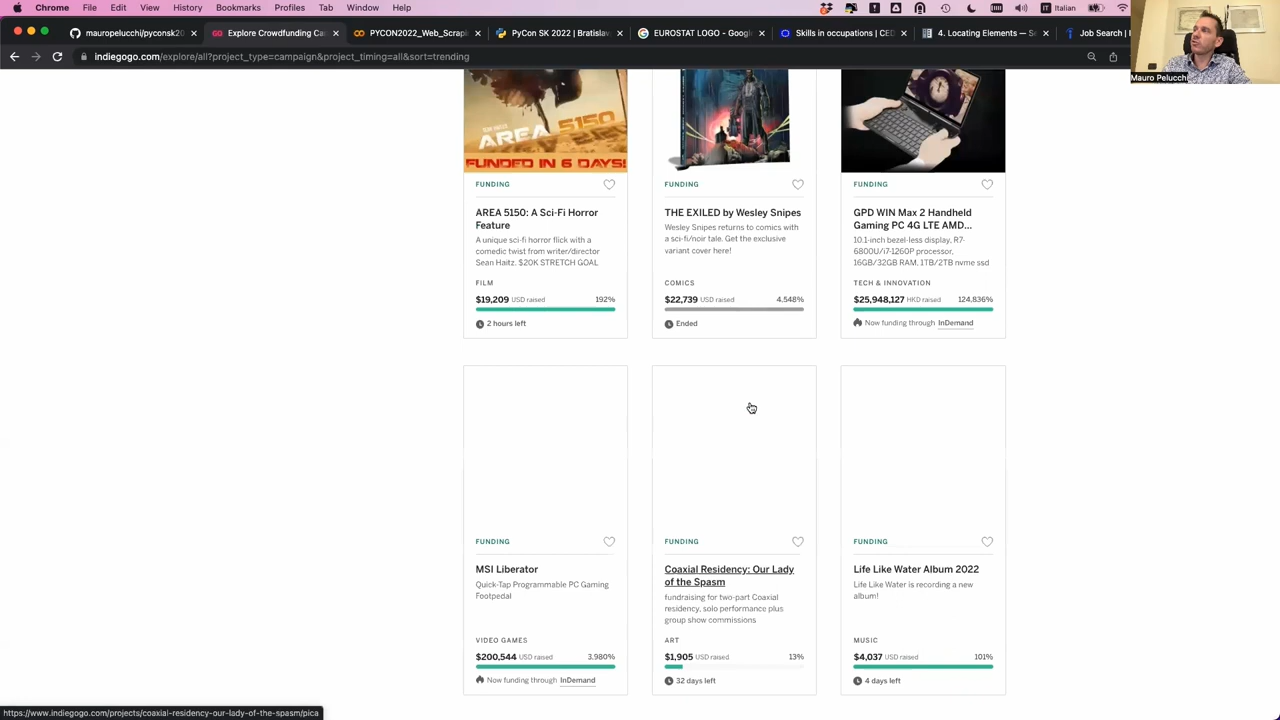 Chrome File Edit View History Bookmarks Profiles Tab Window Help
Italian
mauropelucchi/pyconsk20
Explore Crowdfunding Ca
PYCON2022_Web_Scrap
PyCon SK 2022 | Bratislav
EUROSTAT LOGO - Google
Skills in occupations | CED
4. Locating Elements — S
Job Search | I
indiegogo.com/explore/all?project_type=campaign&project_timing=all&sort=trending
Mauro Pelucchi
AREA 5150
FUNDED IN 6 DAYS!
FUNDING
AREA 5150: A Sci-Fi Horror
Feature
A unique sci-fi horror flick with a
comedic twist from writer/director
Sean Haitz. $20K STRETCH GOAL
FILM
$19,209 USD raised 192%
2 hours left
FUNDING
THE EXILED by Wesley Snipes
Wesley Snipes returns to comics with
a sci-fi/noir tale. Get the exclusive
variant cover here!
COMICS
$22,739 USD raised 4,548%
Ended
FUNDING
GPD WIN Max 2 Handheld
Gaming PC 4G LTE AMD...
10.1-inch bezel-less display, R7-
6800U/i7-1260P processor,
16GB/32GB RAM, 1TB/2TB nvme ssd
TECH & INNOVATION
$25,948,127 HKD raised 124,836%
Now funding through InDemand
FUNDING
MSI Liberator
Quick-Tap Programmable PC Gaming
Footpedal
VIDEO GAMES
$200,544 USD raised 3,980%
Now funding through InDemand
FUNDING
Coaxial Residency: Our Lady
of the Spasm
fundraising for two-part Coaxial
residency, solo performance plus
group show commissions
ART
$1,905 USD raised 13%
32 days left
FUNDING
Life Like Water Album 2022
Life Like Water is recording a new
album!
MUSIC
$4,037 USD raised 101%
4 days left
https://www.indiegogo.com/projects/coaxial-residency-our-lady-of-the-spasm/pica